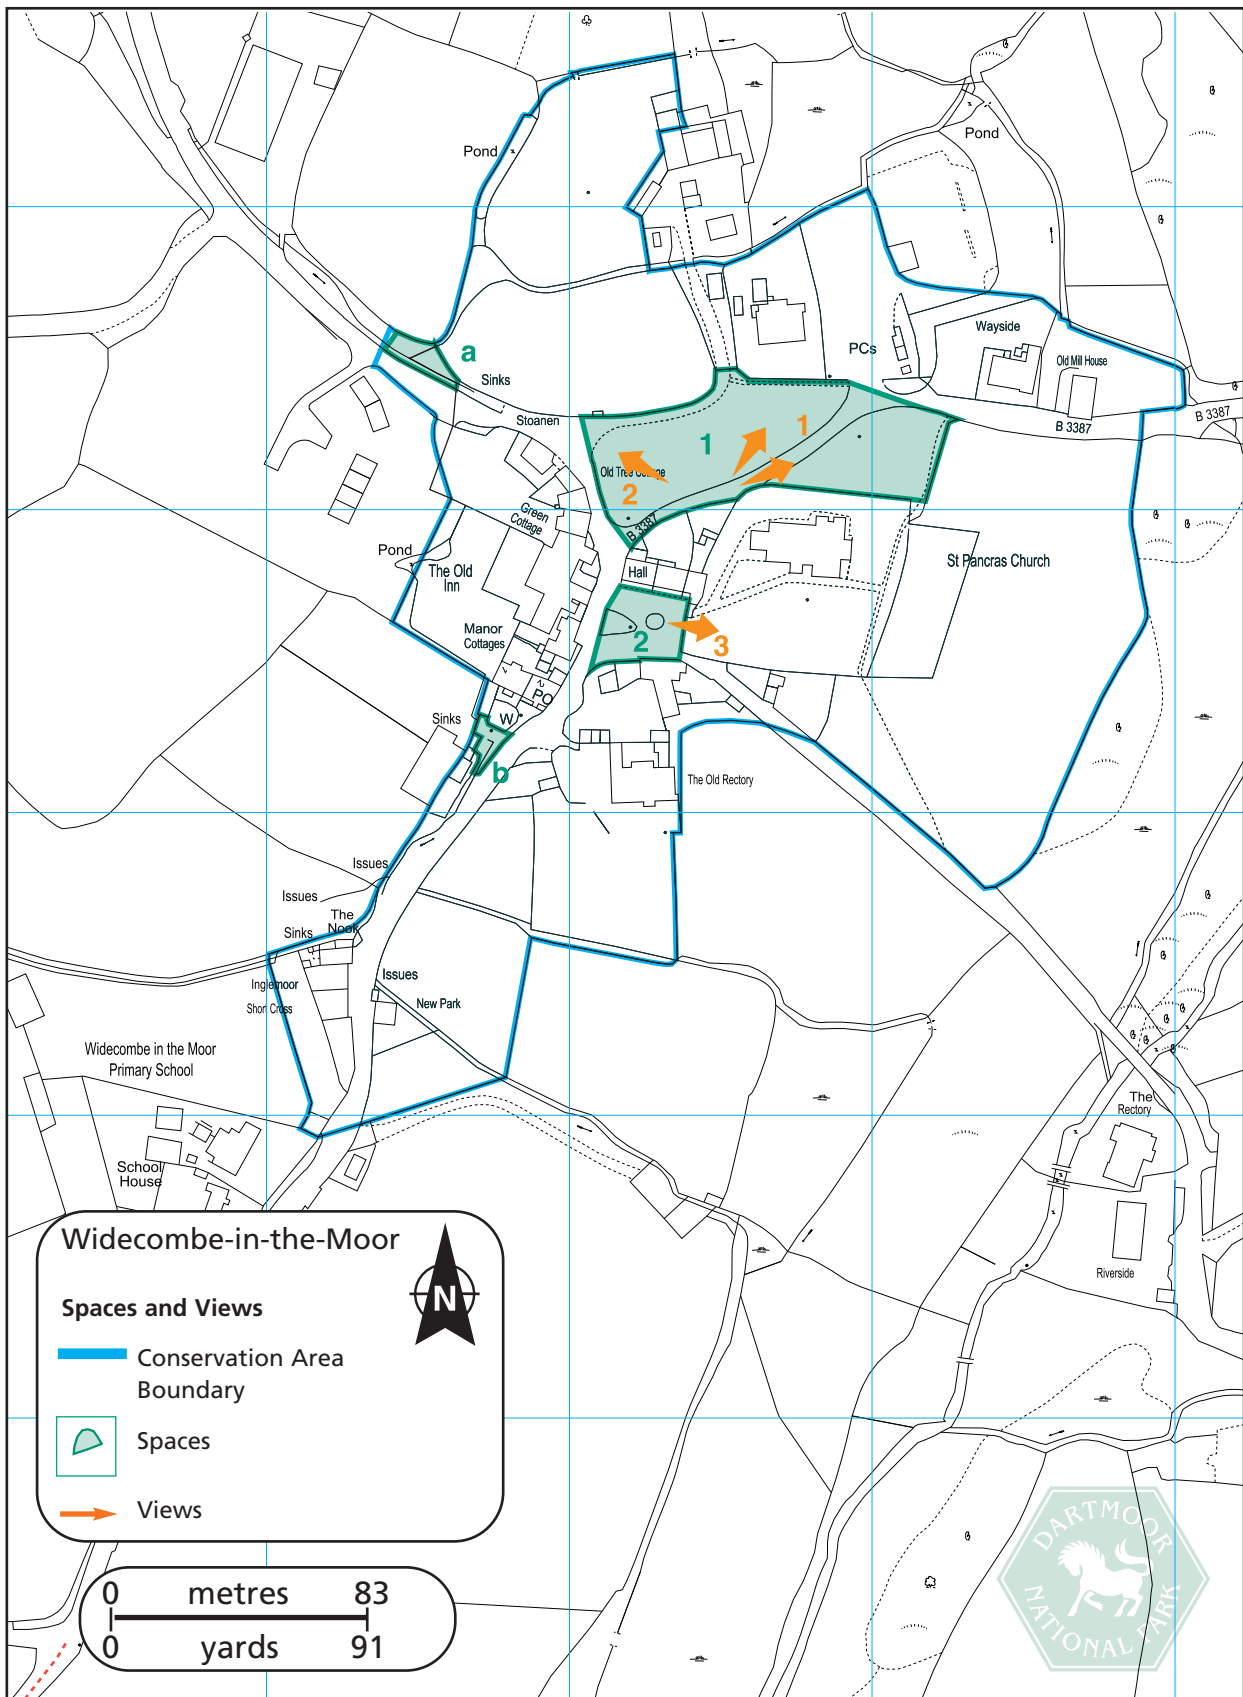 Pond
Pond
PCs
Wayside
Old Mill House
B 3387
B 3387
a
Sinks
Stoanen
1
1
Old Tree Cottage
2
B 3387
Green
Cottage
Pond
The Old
Inn
Hall
St Pancras Church
Manor
Cottages
2
3
PO
W
Sinks
b
The Old Rectory
Issues
Issues
The
Nook
Sinks
Issues
Inglemoor
Short Cross
New Park
Widecombe in the Moor
Primary School
The
Rectory
School
House
Riverside
Widecombe-in-the-Moor
N
Spaces and Views
Conservation Area
Boundary
Spaces
Views
0 metres 83
0 yards 91
DARTMOOR
NATIONAL PARK